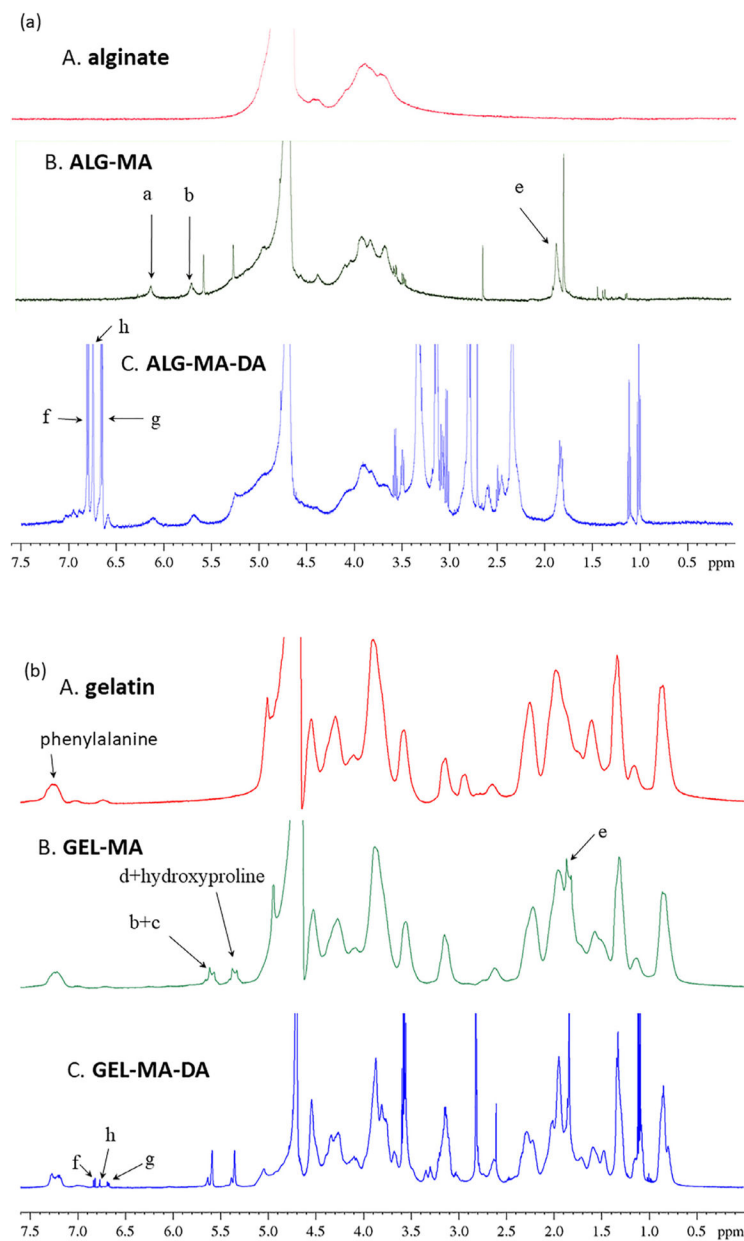 (a)
A. alginate
B. ALG-MA
a
b
e
h
C. ALG-MA-DA
f
g
7.5 7.0 6.5 6.0 5.5 5.0 4.5 4.0 3.5 3.0 2.5 2.0 1.5 1.0 0.5 ppm
(b)
A. gelatin
phenylalanine
B. GEL-MA
e
d+hydroxyproline
b+c
C. GEL-MA-DA
h
f
g
7.5 7.0 6.5 6.0 5.5 5.0 4.5 4.0 3.5 3.0 2.5 2.0 1.5 1.0 0.5 ppm